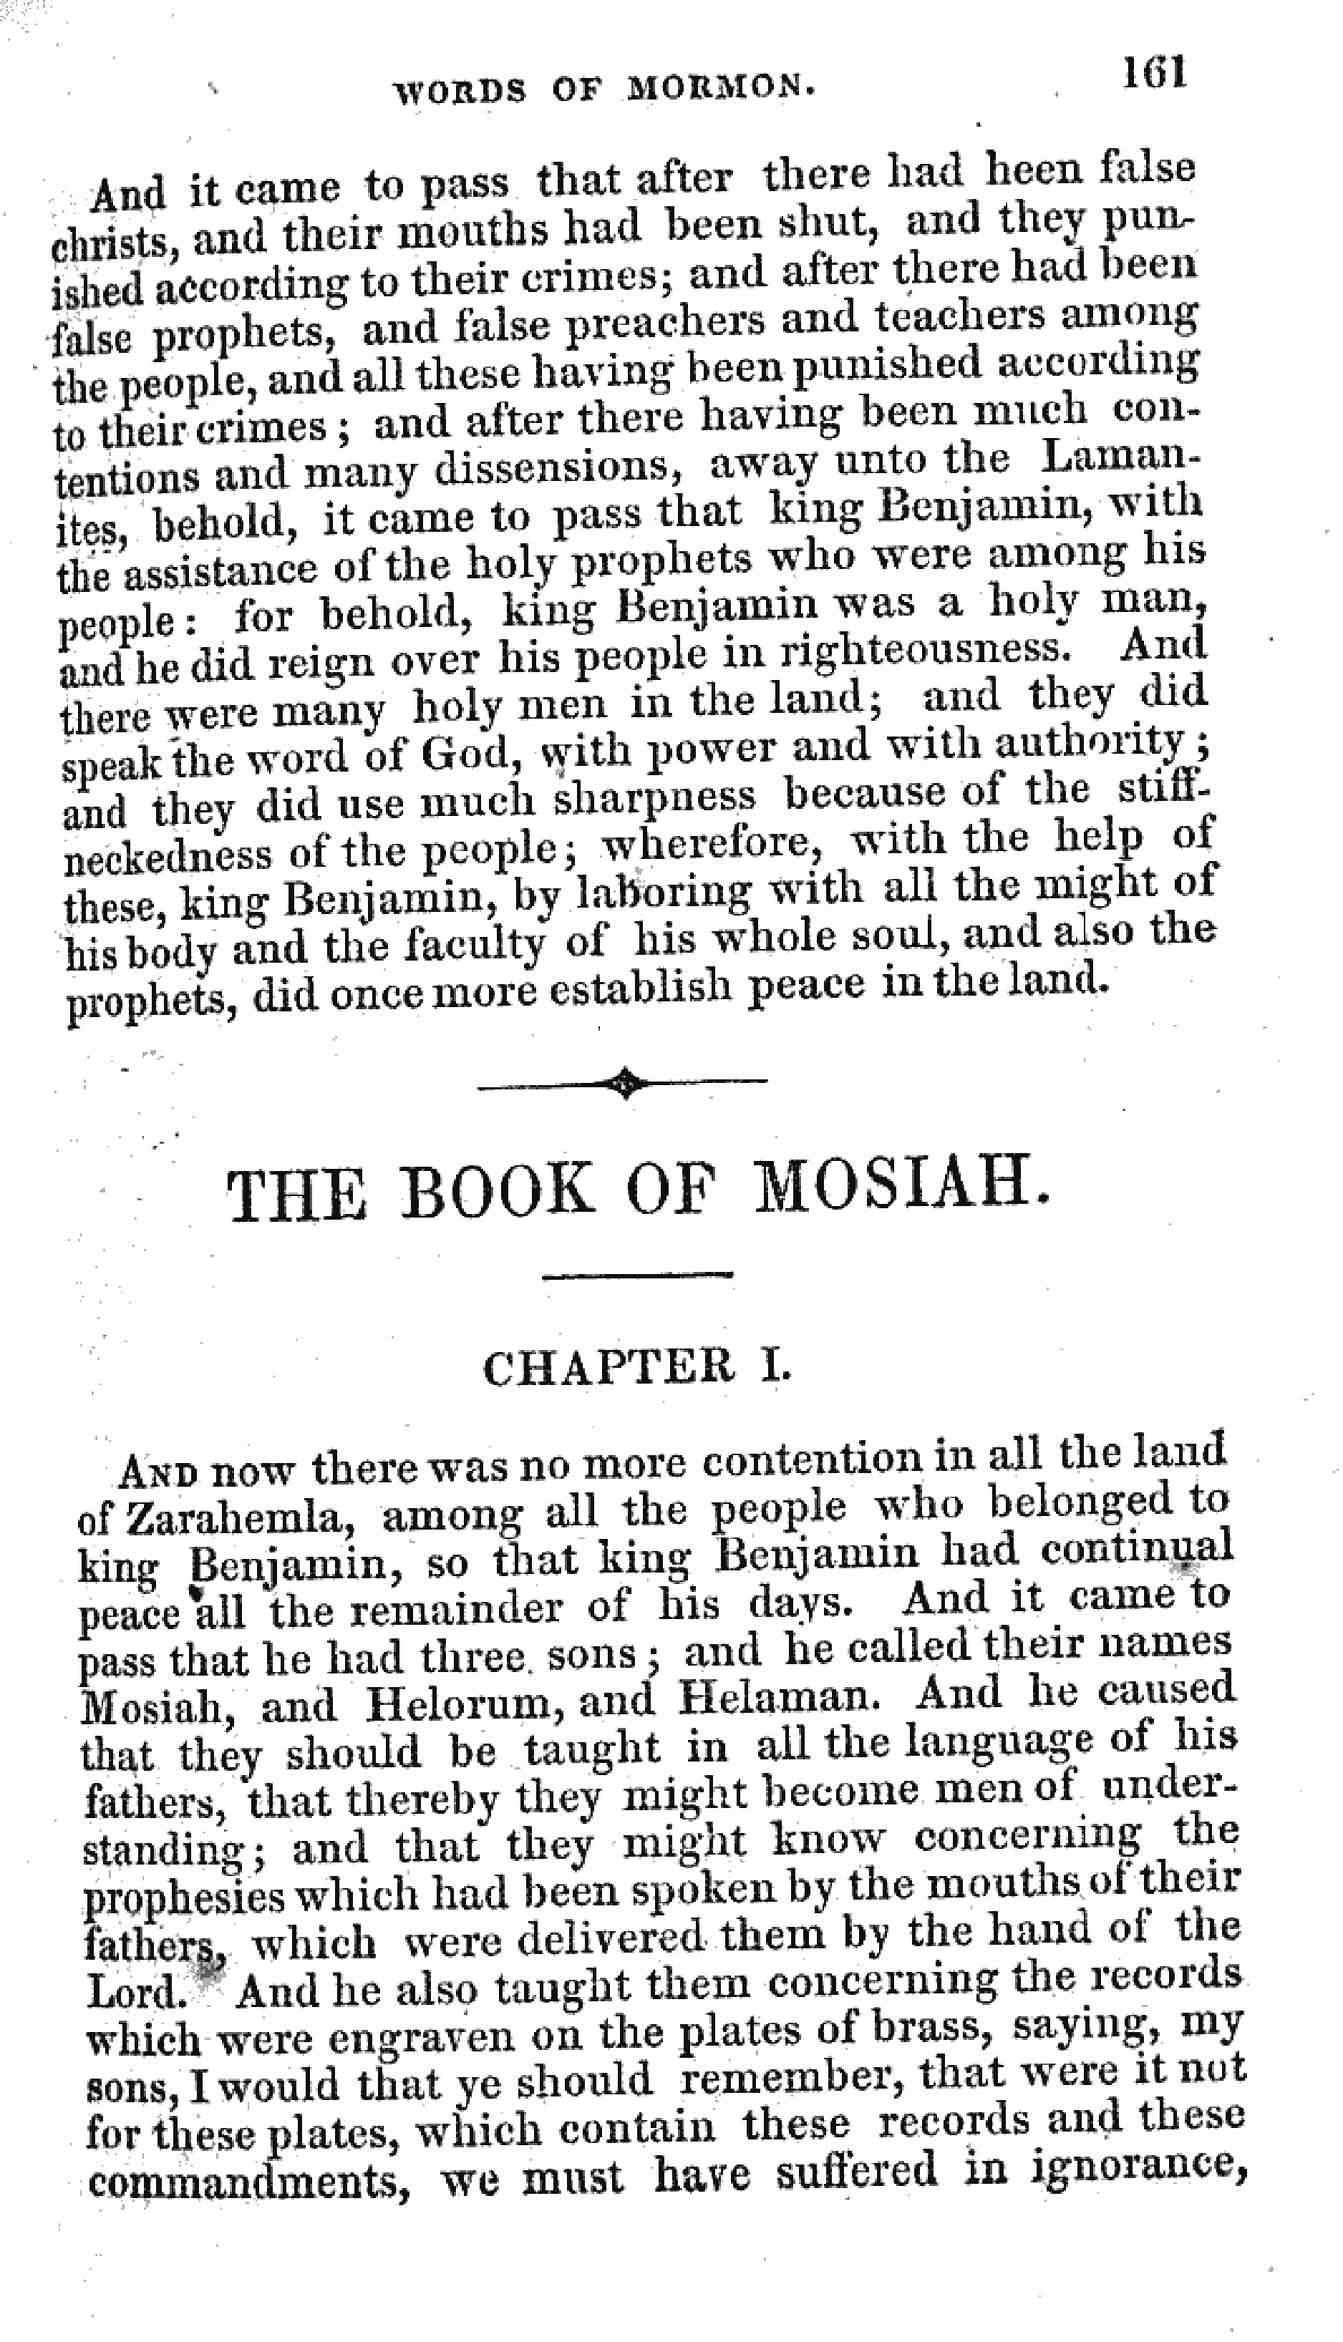 WORDS OF MORMON. 161
And it came to pass that after there had heen false
christs, and their mouths had been shut, and they pun-
ished according to their crimes; and after there had been
false prophets, and false preachers and teachers among
the people, and all these having been punished according
to their crimes; and after there having been much con-
tentions and many dissensions, away unto the Laman-
ites, behold, it came to pass that king Benjamin, with
the assistance of the holy prophets who were among his
people: for behold, king Benjamin was a holy man,
and he did reign over his people in righteousness. And
there were many holy men in the land; and they did
speak the word of God, with power and with authority;
and they did use much sharpness because of the stiff-
neckedness of the people; wherefore, with the help of
these, king Benjamin, by laboring with all the might of
his body and the faculty of his whole soul, and also the
prophets, did once more establish peace in the land.
THE BOOK OF MOSIAH.
CHAPTER I.
AND now there was no more contention in all the land
of Zarahemla, among all the people who belonged to
king Benjamin, so that king Benjamin had continual
peace all the remainder of his days. And it came to
pass that he had three sons; and he called their names
Mosiah, and Helorum, and Helaman. And he caused
that they should be taught in all the language of his
fathers, that thereby they might become men of under-
standing; and that they might know concerning the
prophesies which had been spoken by the mouths of their
fathers, which were delivered them by the hand of the
Lord. And he also taught them concerning the records
which were engraven on the plates of brass, saying, my
sons, I would that ye should remember, that were it not
for these plates, which contain these records and these
commandments, we must have suffered in ignorance,